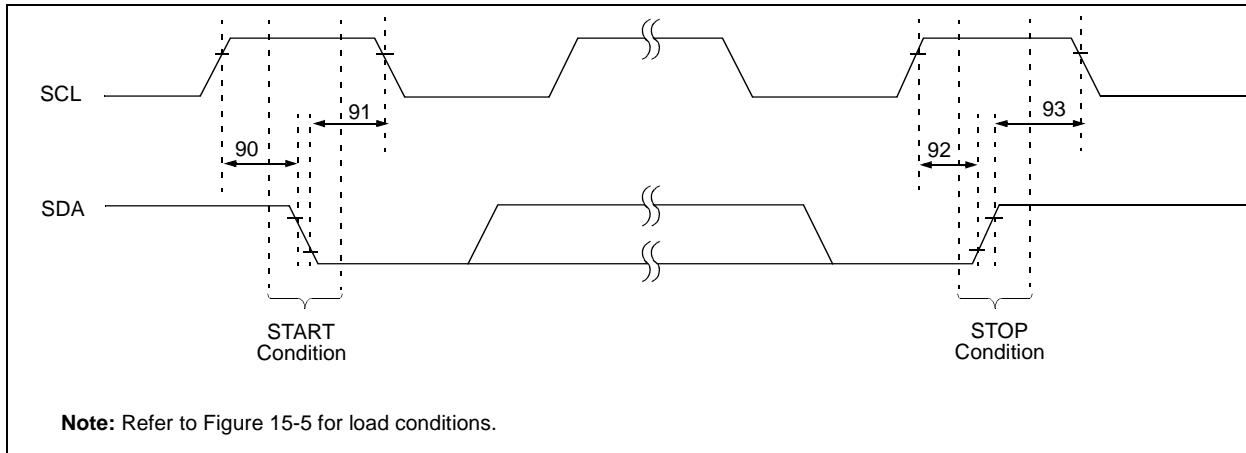 SCL
91
93
90
92
SDA
START
Condition
STOP
Condition
Note: Refer to Figure 15-5 for load conditions.